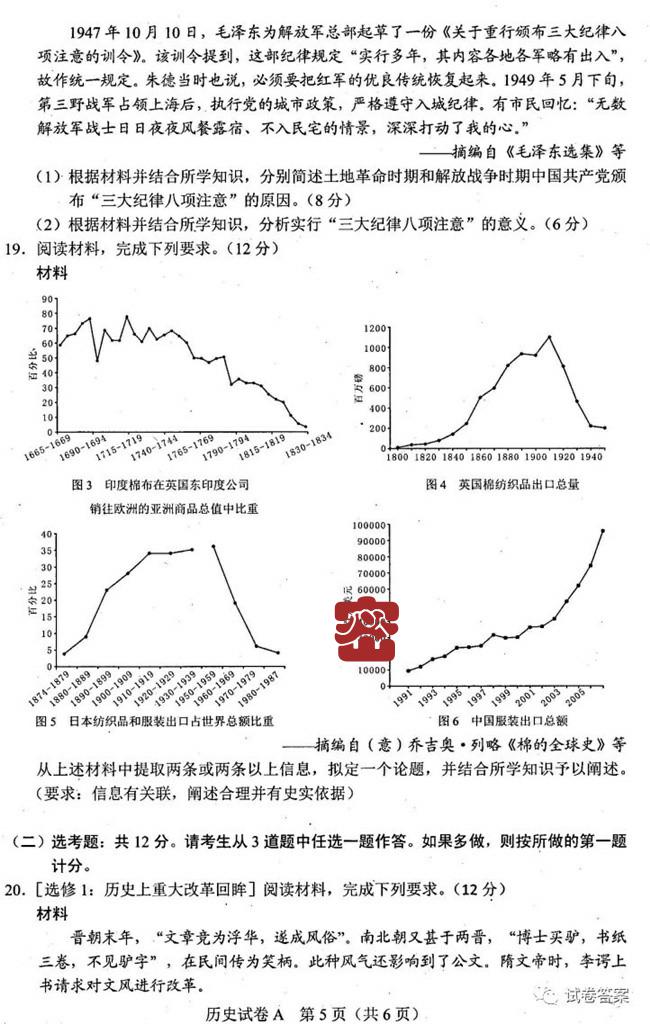 1947年10月10日，毛泽东为解放军总部起草了一份《关于重行颁布三大纪律八
项注意的训令》。该训令提到，这部纪律规定“实行多年，其内容各地各军略有出入”，
故作统一规定。朱德当时也说，必须要把红军的优良传统恢复起来。1949年5月下旬，
第三野战军占领上海后，执行党的城市政策，严格遵守入城纪律。有市民回忆：“无数
解放军战士日日夜夜风餐露宿、不入民宅的情景，深深打动了我的心。”
——摘编自《毛泽东选集》等
（1）根据材料并结合所学知识，分别简述土地革命时期和解放战争时期中国共产党颁
布“三大纪律八项注意”的原因。（8分）
（2）根据材料并结合所学知识，分析实行“三大纪律八项注意”的意义。（6分）
19．阅读材料，完成下列要求。（12分）
材料
90
80
70
60
50
40
30
20
10
0
百分比
1665-1669
1690-1694
1715-1719
1740-1744
1765-1769
1790-1794
1815-1819
1830-1834
图3 印度棉布在英国东印度公司
销往欧洲的亚洲商品总值中比重
1200
1000
800
600
400
200
0
百万磅
1800 1820 1840 1860 1880 1900 1920 1940
图4 英国棉纺织品出口总量
40
35
30
25
20
15
10
5
0
百分比
1874-1879
1880-1889
1890-1899
1900-1909
1910-1919
1920-1929
1930-1939
1950-1959
1960-1969
1970-1979
1980-1987
图5 日本纺织品和服装出口占世界总额比重
100000
90000
80000
70000
60000
10000
0
美元
1991
1993
1995
1997
1999
2001
2003
2005
图6 中国服装出口总额
——摘编自（意）乔吉奥·列略《棉的全球史》等
从上述材料中提取两条或两条以上信息，拟定一个论题，并结合所学知识予以阐述。
（要求：信息有关联，阐述合理并有史实依据）
（二）选考题：共12分。请考生从3道题中任选一题作答。如果多做，则按所做的第一题
计分。
20．［选修1：历史上重大改革回眸］阅读材料，完成下列要求。（12分）
材料
晋朝末年，“文章竞为浮华，遂成风俗”。南北朝又甚于两晋，“博士买驴，书纸
三卷，不见驴字”，在民间传为笑柄。此种风气还影响到了公文。隋文帝时，李谔上
书请求对文风进行改革。
历史试卷A 第5页（共6页）
试卷答案